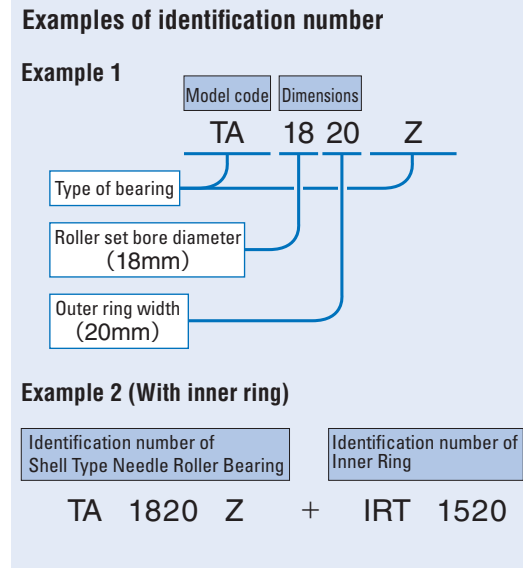 Examples of identification number
Example 1
Model code Dimensions
TA 18 20 Z
Type of bearing
Roller set bore diameter
（18mm）
Outer ring width
（20mm）
Example 2 (With inner ring)
Identification number of
Shell Type Needle Roller Bearing
Identification number of
Inner Ring
TA 1820 Z + IRT 1520